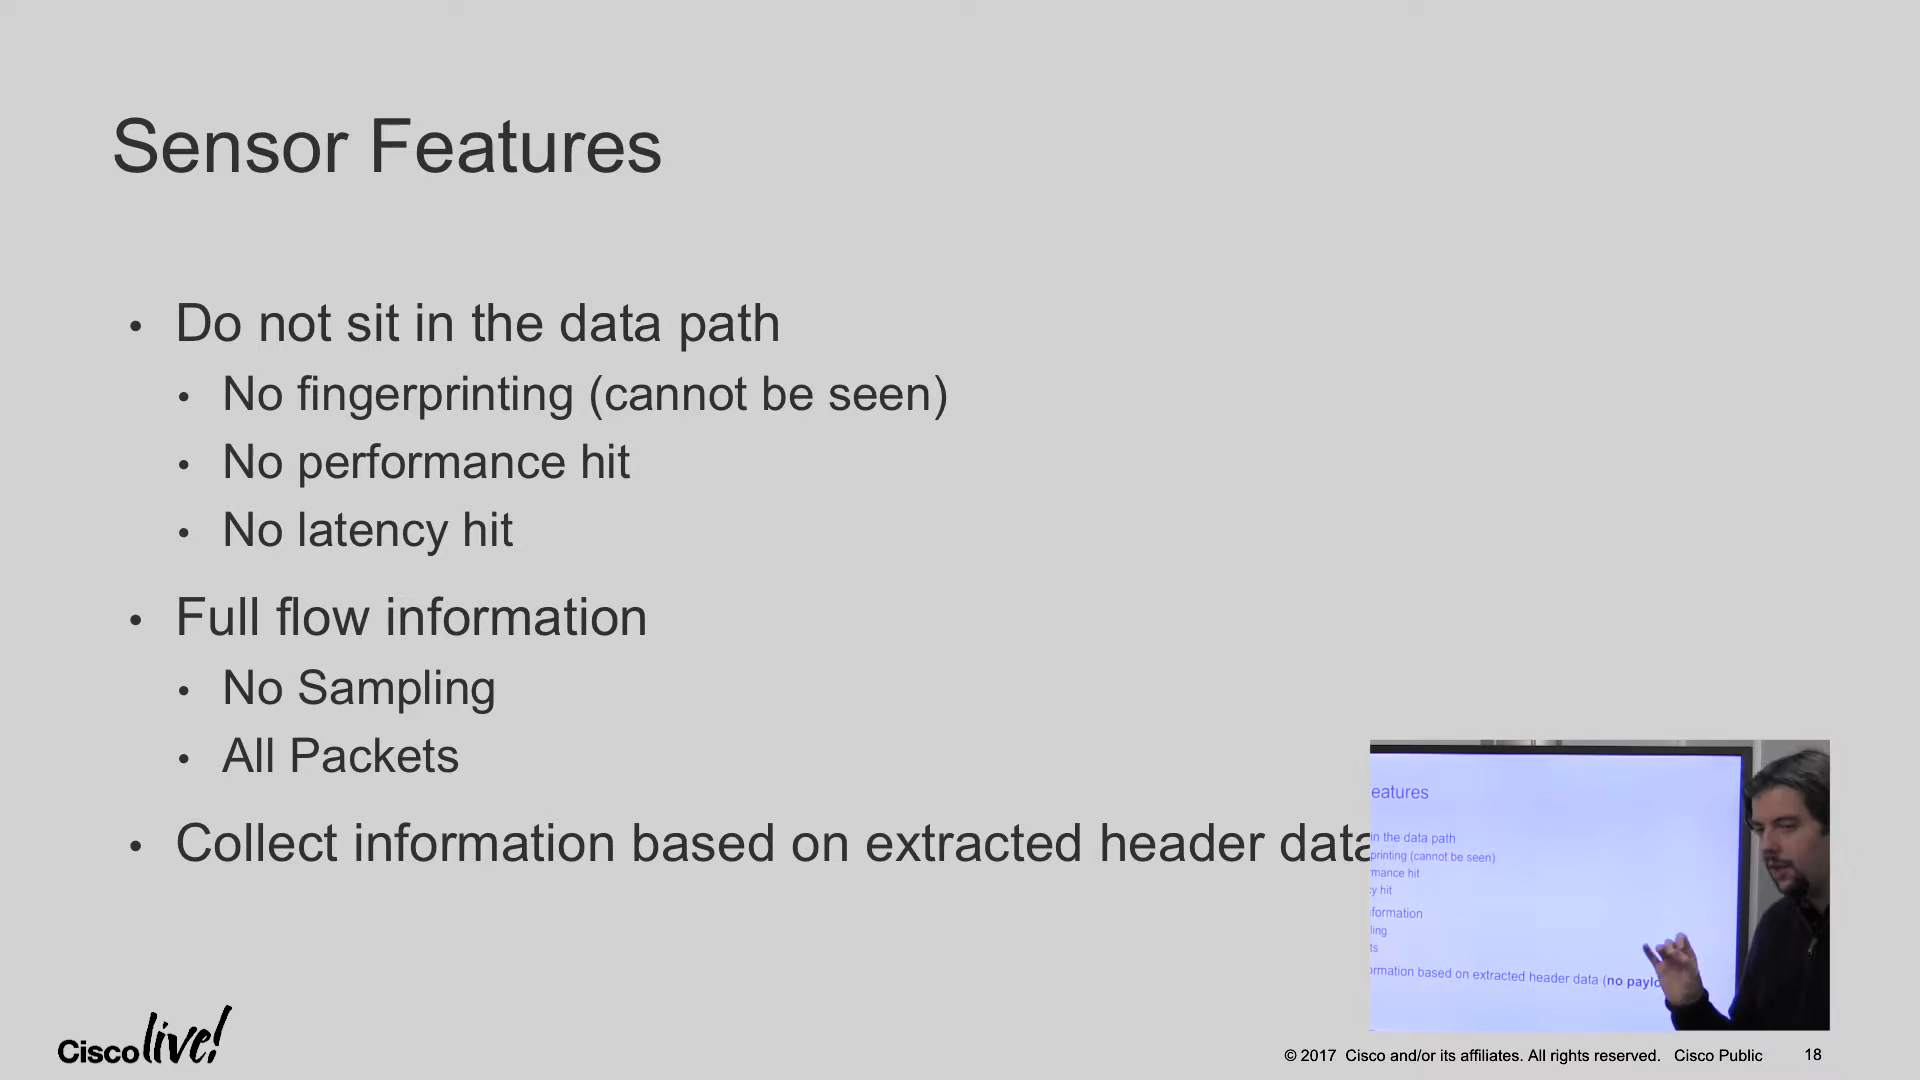 Sensor Features
• Do not sit in the data path
• No fingerprinting (cannot be seen)
• No performance hit
• No latency hit
• Full flow information
• No Sampling
• All Packets
• Collect information based on extracted header data
eatures
in the data path
printing (cannot be seen)
mance hit
cy hit
formation
ling
ts
ormation based on extracted header data (no paylo
Cisco live!
© 2017 Cisco and/or its affiliates. All rights reserved. Cisco Public 18